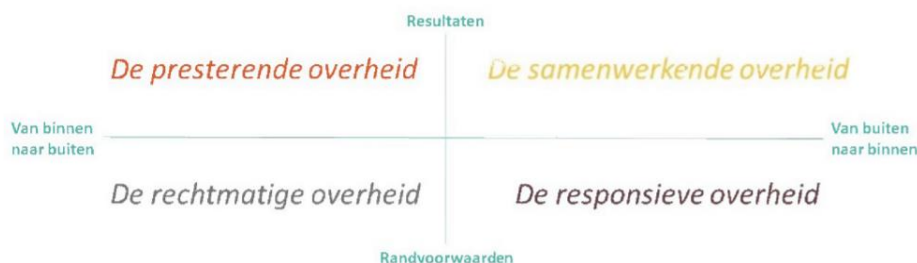 Resultaten
De presterende overheid
De samenwerkende overheid
Van binnen
naar buiten
Van buiten
naar binnen
De rechtmatige overheid
De responsieve overheid
Randvoorwaarden